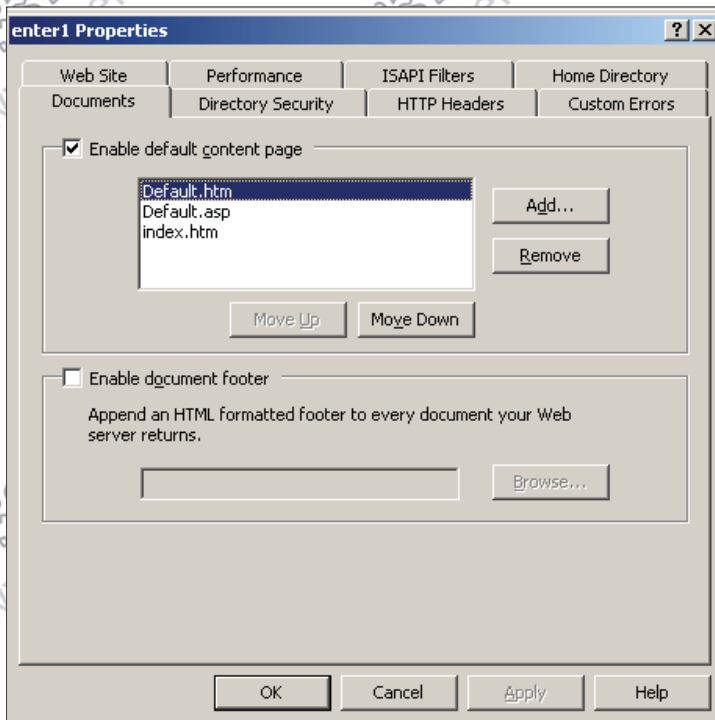 enter1 Properties
Web Site Performance ISAPI Filters Home Directory
Documents Directory Security HTTP Headers Custom Errors
Enable default content page
Default.htm
Default.asp
index.htm
Add...
Remove
Move Up Move Down
Enable document footer
Append an HTML formatted footer to every document your Web
server returns.
Browse...
OK Cancel Apply Help